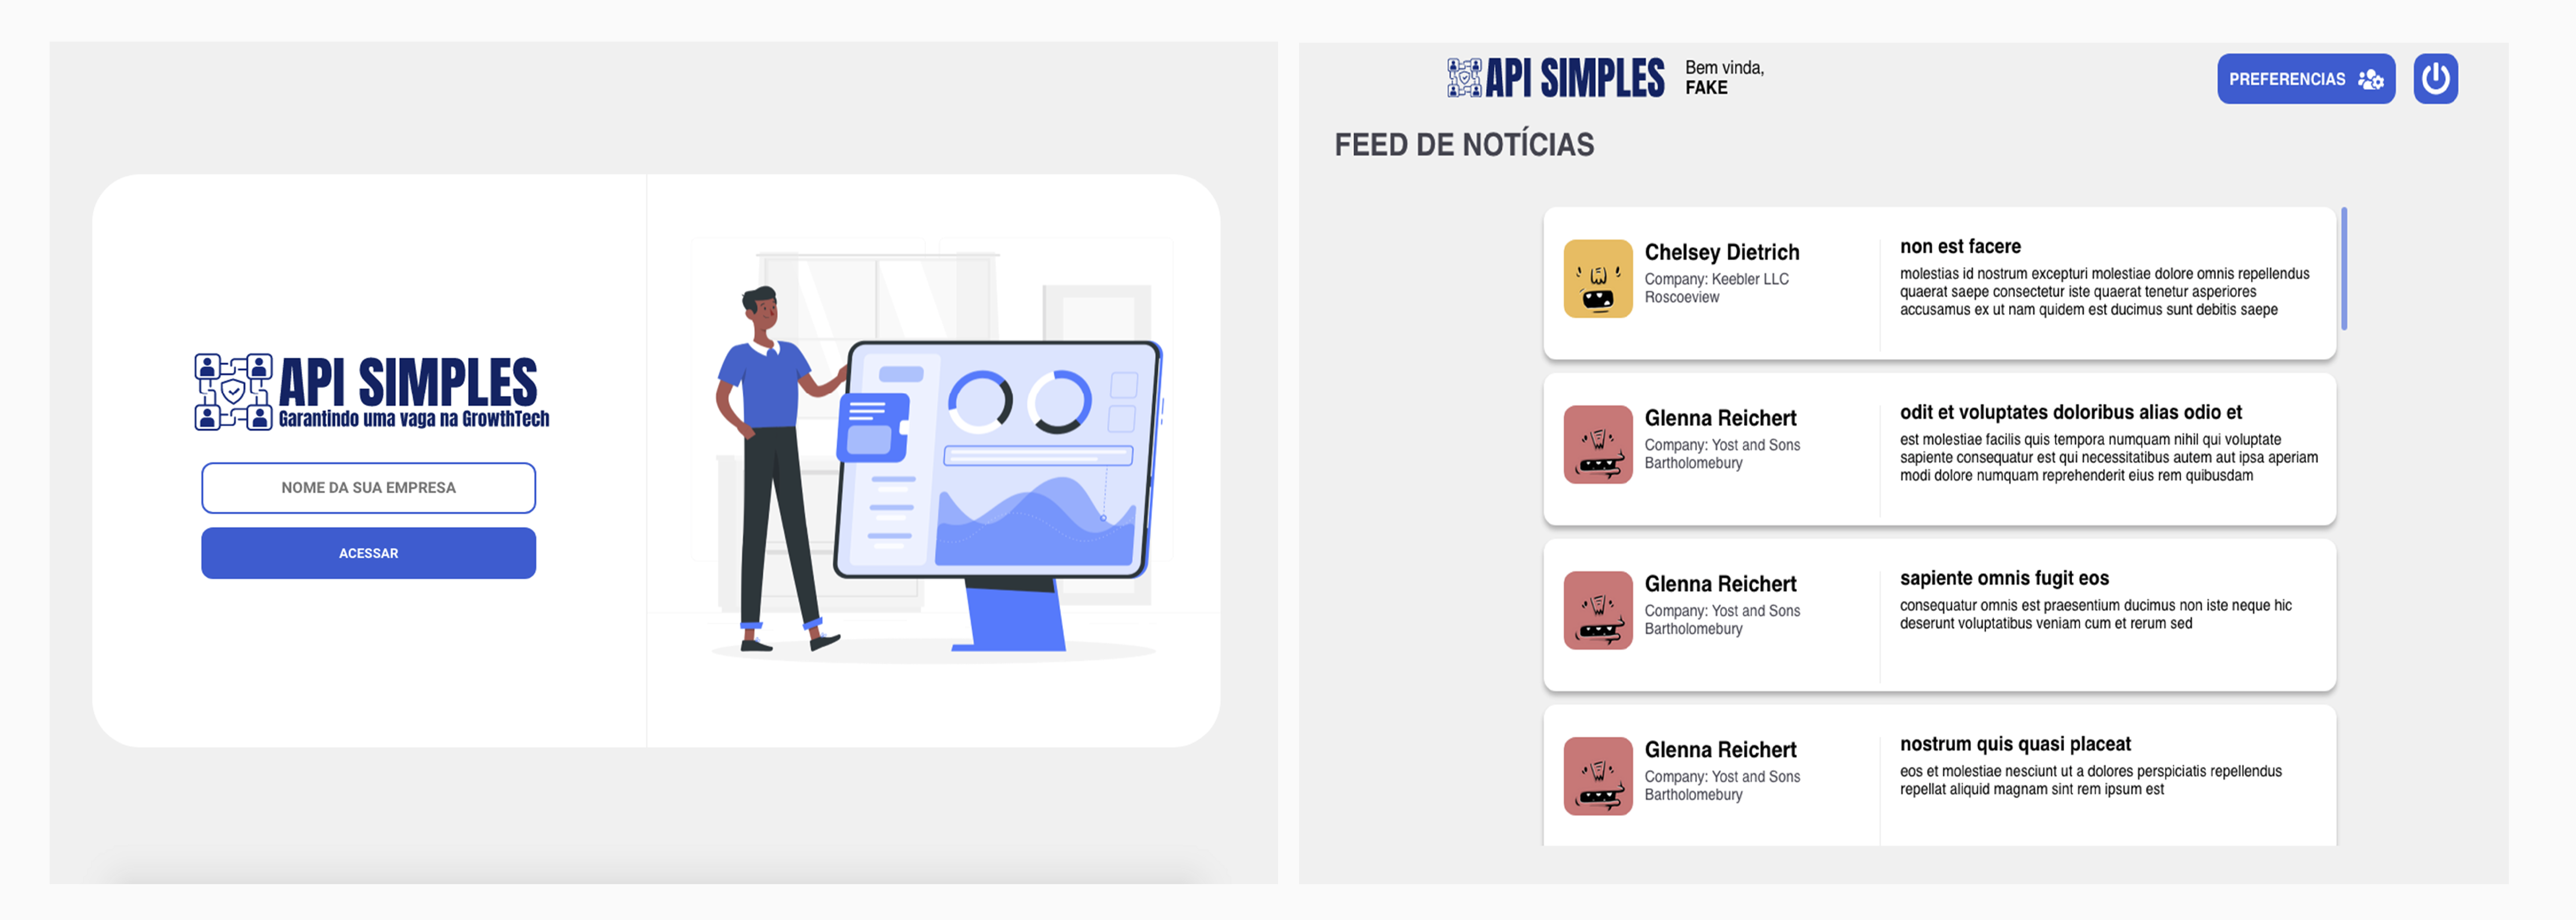 API SIMPLES
Garantindo uma vaga na GrowthTech
NOME DA SUA EMPRESA
ACESSAR
API SIMPLES
Bem vinda,
FAKE
PREFERENCIAS
FEED DE NOTÍCIAS
Chelsey Dietrich
Company: Keebler LLC
Roscoeview
non est facere
molestias id nostrum excepturi molestiae dolore omnis repellendus
quaerat saepe consectetur iste quaerat tenetur asperiores
accusamus ex ut nam quidem est ducimus sunt debitis saepe
Glenna Reichert
Company: Yost and Sons
Bartholomebury
odit et voluptates doloribus alias odio et
est molestiae facilis quis tempora numquam nihil qui voluptate
sapiente consequatur est qui necessitatibus autem aut ipsa aperiam
modi dolore numquam reprehenderit eius rem quibusdam
Glenna Reichert
Company: Yost and Sons
Bartholomebury
sapiente omnis fugit eos
consequatur omnis est praesentium ducimus non iste neque hic
deserunt voluptatibus veniam cum et rerum sed
Glenna Reichert
Company: Yost and Sons
Bartholomebury
nostrum quis quasi placeat
eos et molestiae nesciunt ut a dolores perspiciatis repellendus
repellat aliquid magnam sint rem ipsum est